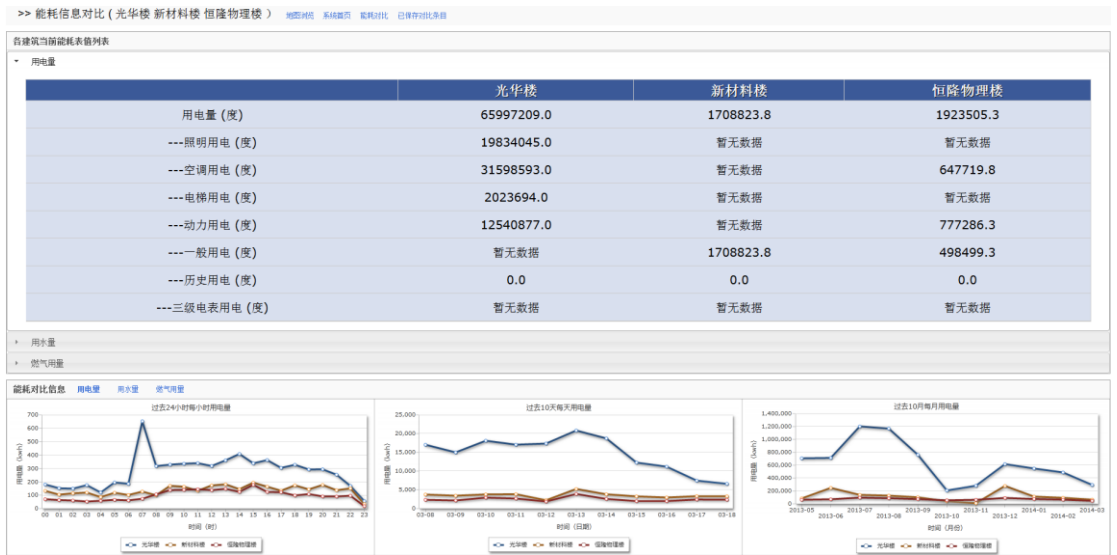 >> 能耗信息对比 ( 光华楼 新材料楼 恒隆物理楼 ) 地图浏览 系统首页 能耗对比 已保存对比条目
各建筑当前能耗表值列表
用电量
光华楼 新材料楼 恒隆物理楼
用电量 (度) 65997209.0 1708823.8 1923505.3
---照明用电 (度) 19834045.0 暂无数据 暂无数据
---空调用电 (度) 31598593.0 暂无数据 647719.8
---电梯用电 (度) 2023694.0 暂无数据 暂无数据
---动力用电 (度) 12540877.0 暂无数据 777286.3
---一般用电 (度) 暂无数据 1708823.8 498499.3
---历史用电 (度) 0.0 0.0 0.0
---三级电表用电 (度) 暂无数据 暂无数据 暂无数据
用水量
燃气用量
能耗对比信息 用电量 用水量 燃气用量
过去24小时每小时用电量
用电量 (kwh)
700
600
500
400
300
200
100
0
00 01 02 03 04 05 06 07 08 09 10 11 12 13 14 15 16 17 18 19 20 21 22 23
时间 (时)
光华楼 新材料楼 恒隆物理楼
过去10天每天用电量
用电量 (kwh)
25,000
20,000
15,000
10,000
5,000
0
03-08 03-09 03-10 03-11 03-12 03-13 03-14 03-15 03-16 03-17 03-18
时间 (日期)
光华楼 新材料楼 恒隆物理楼
过去10月每月用电量
用电量 (kwh)
1,400,000
1,200,000
1,000,000
800,000
600,000
400,000
200,000
2013-05 2013-07 2013-09 2013-11 2014-01 2014-03
2013-06 2013-08 2013-10 2013-12 2014-02
时间 (月份)
光华楼 新材料楼 恒隆物理楼